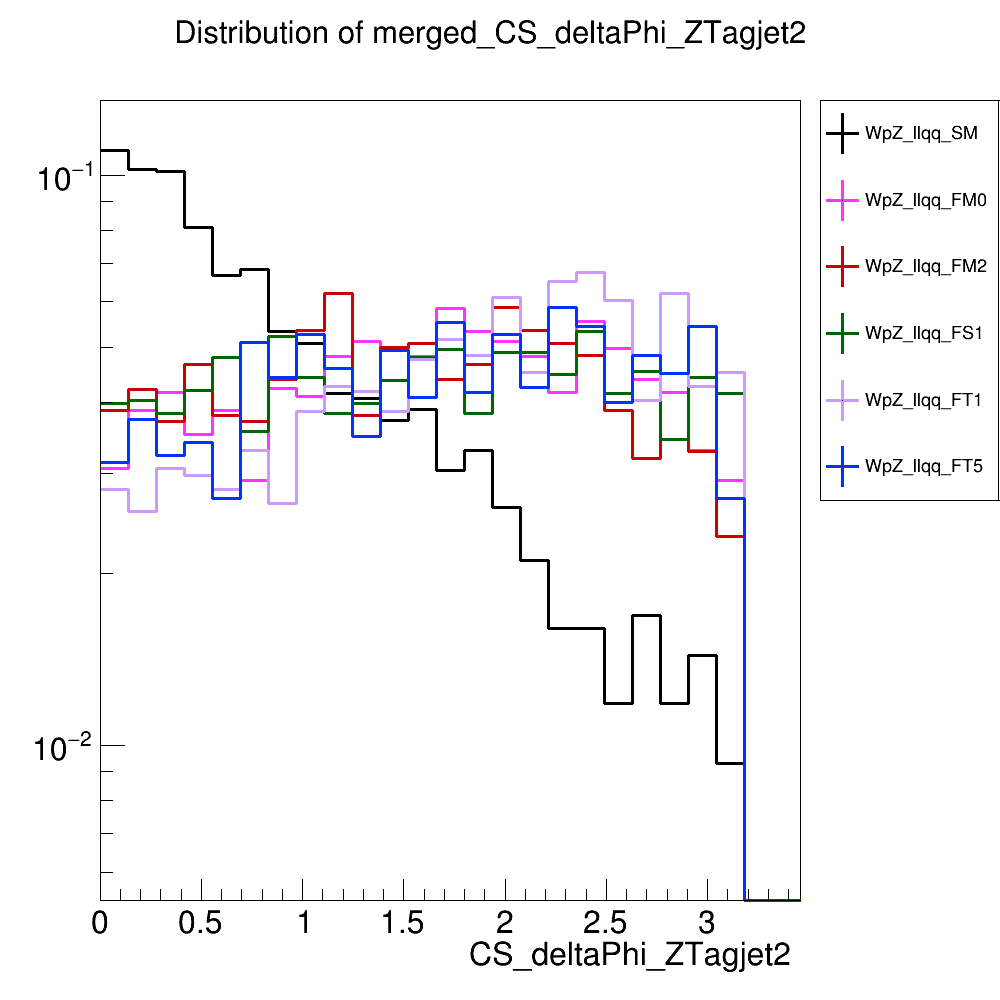 Distribution of merged_CS_deltaPhi_ZTagjet2
WpZ_llqq_SM
WpZ_llqq_FM0
WpZ_llqq_FM2
WpZ_llqq_FS1
WpZ_llqq_FT1
WpZ_llqq_FT5
10⁻¹
10⁻²
0 0.5 1 1.5 2 2.5 3
CS_deltaPhi_ZTagjet2